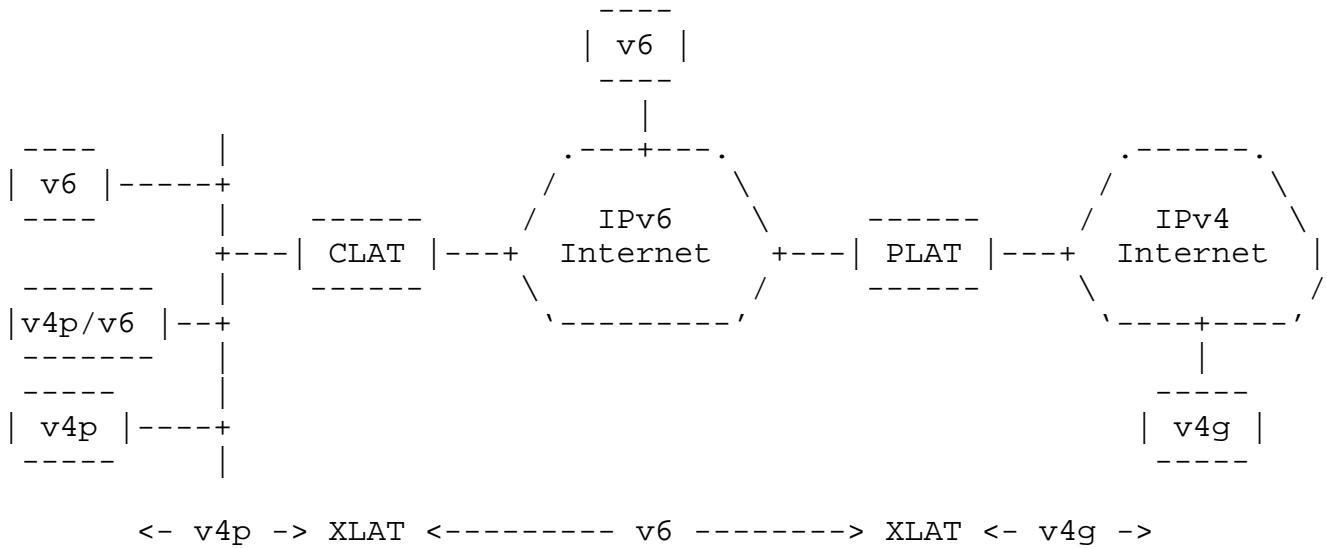 v6
v6
IPv6 IPv4
CLAT Internet PLAT Internet
v4p/v6
v4p v4g
<- v4p -> XLAT <--------- v6 --------> XLAT <- v4g ->